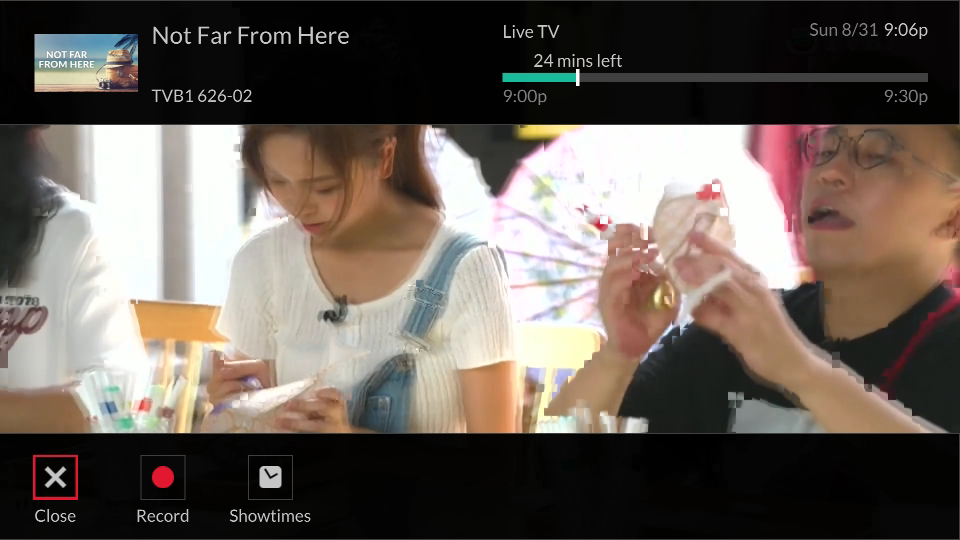 Not Far From Here
NOT FAR
FROM HERE
TVB1 626-02
Live TV
Sun 8/31 9:06p
24 mins left
9:00p
9:30p
Close
Record
Showtimes